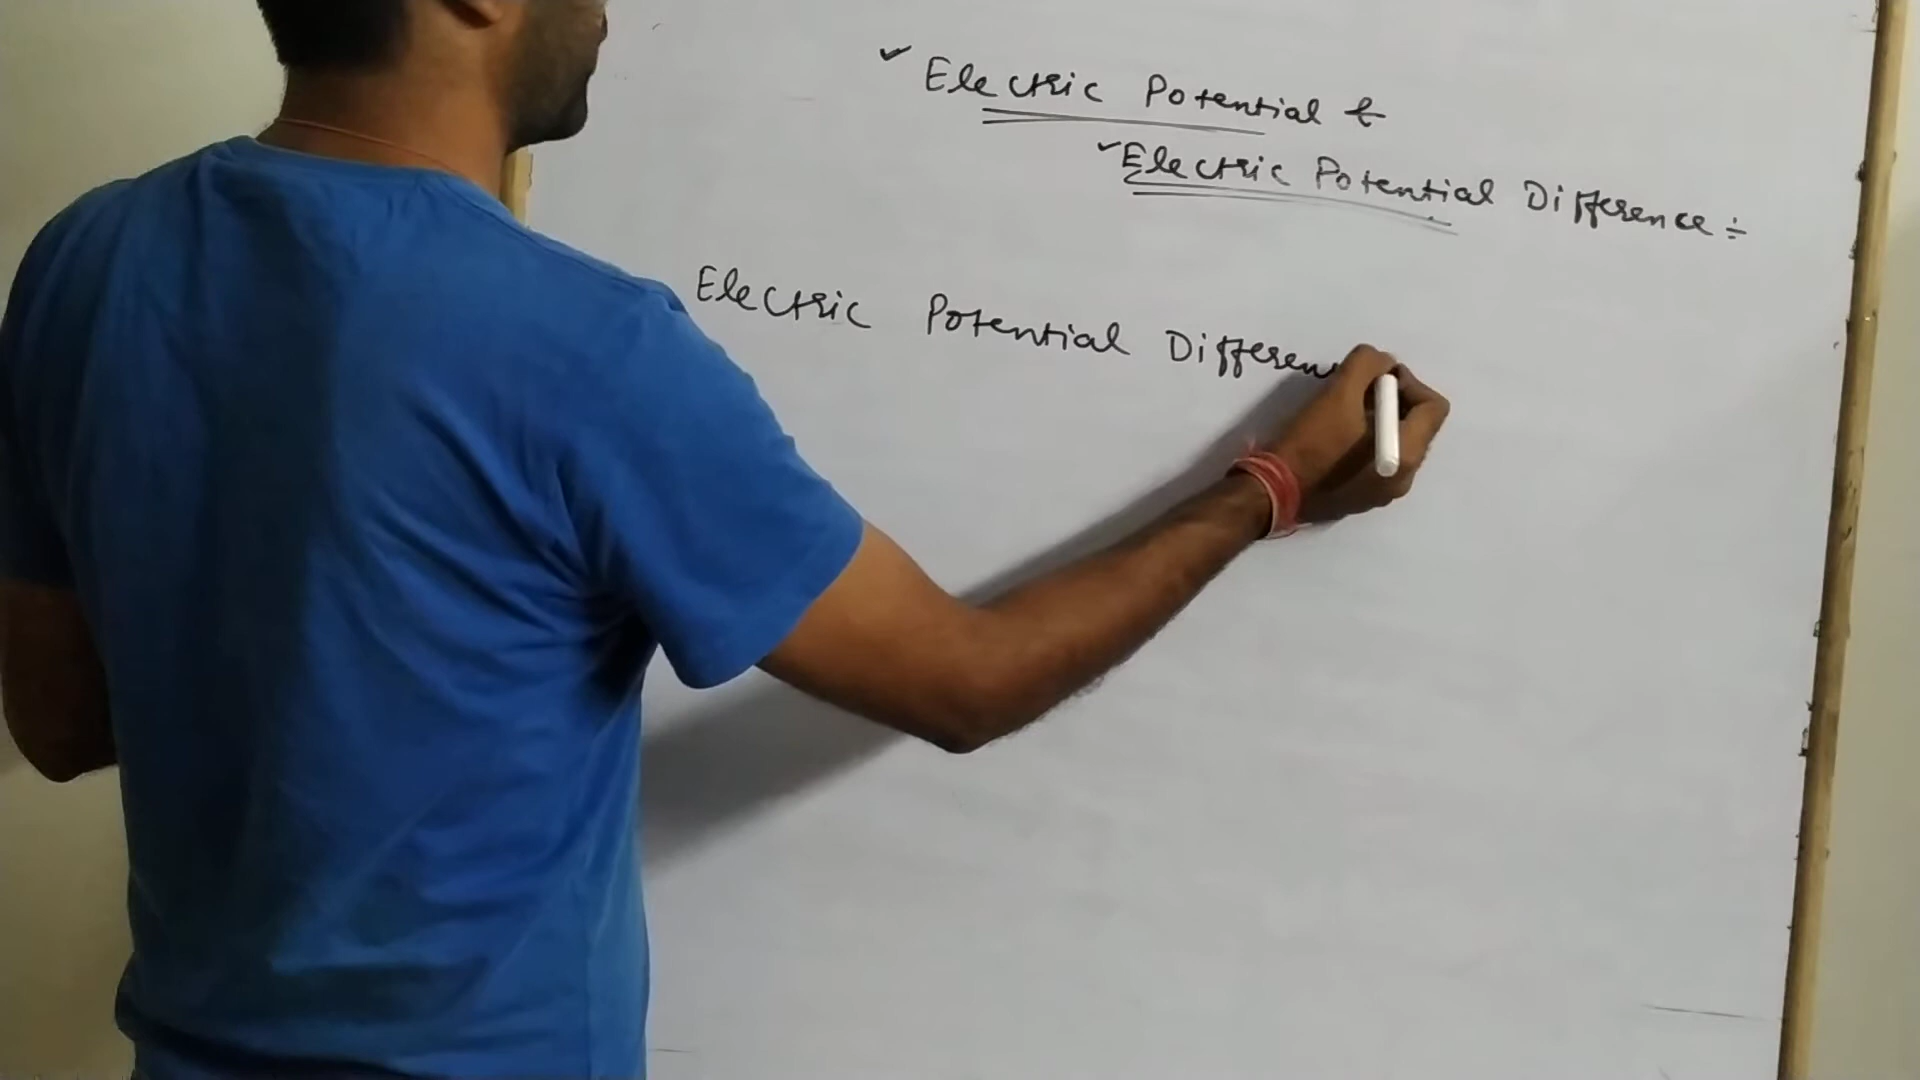 ✓ Electric Potential &
✓ Electric Potential Difference ÷
Electric Potential Differen